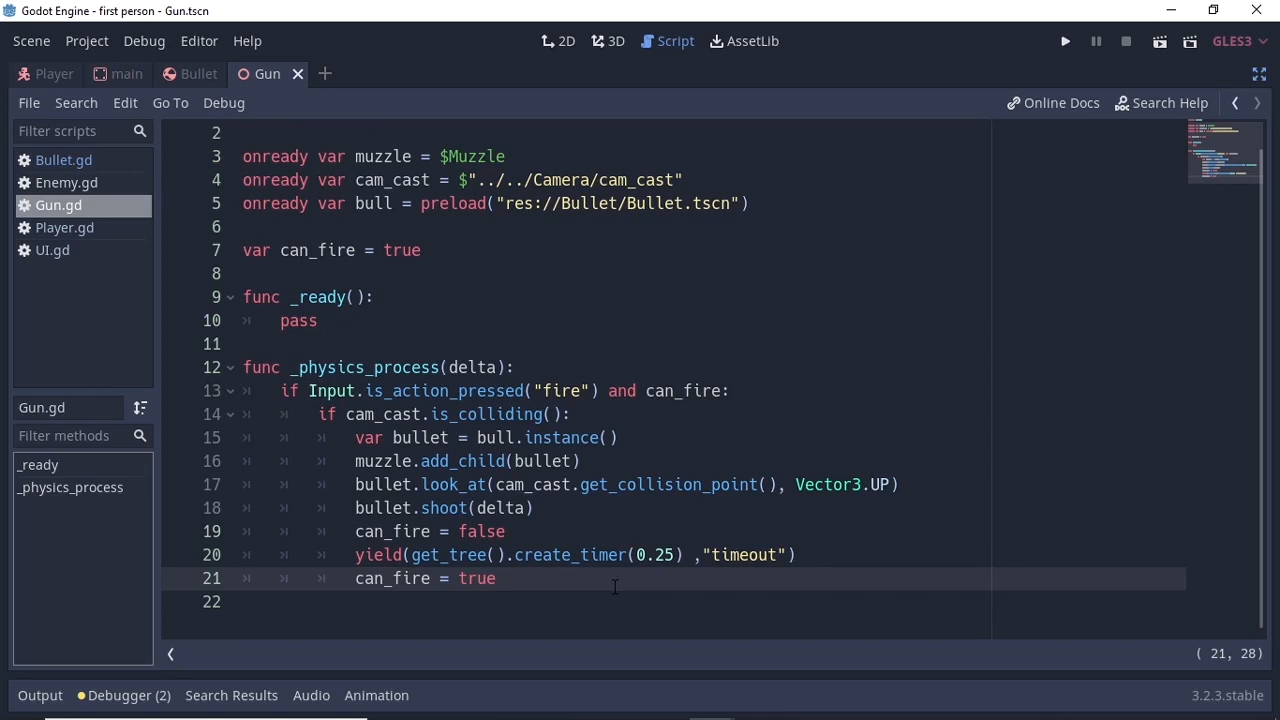 Godot Engine - first person - Gun.tscn
Scene Project Debug Editor Help 2D 3D Script AssetLib GLES3
Player main Bullet Gun
File Search Edit Go To Debug Online Docs Search Help
Filter scripts
Bullet.gd
Enemy.gd
Gun.gd
Player.gd
UI.gd
Gun.gd
Filter methods
_ready
_physics_process
2
3 onready var muzzle = $Muzzle
4 onready var cam_cast = $"../../Camera/cam_cast"
5 onready var bull = preload("res://Bullet/Bullet.tscn")
6
7 var can_fire = true
8
9 func _ready():
10 pass
11
12 func _physics_process(delta):
13 if Input.is_action_pressed("fire") and can_fire:
14 if cam_cast.is_colliding():
15 var bullet = bull.instance()
16 muzzle.add_child(bullet)
17 bullet.look_at(cam_cast.get_collision_point(), Vector3.UP)
18 bullet.shoot(delta)
19 can_fire = false
20 yield(get_tree().create_timer(0.25) ,"timeout")
21 can_fire = true
22
( 21, 28)
Output Debugger (2) Search Results Audio Animation 3.2.3.stable